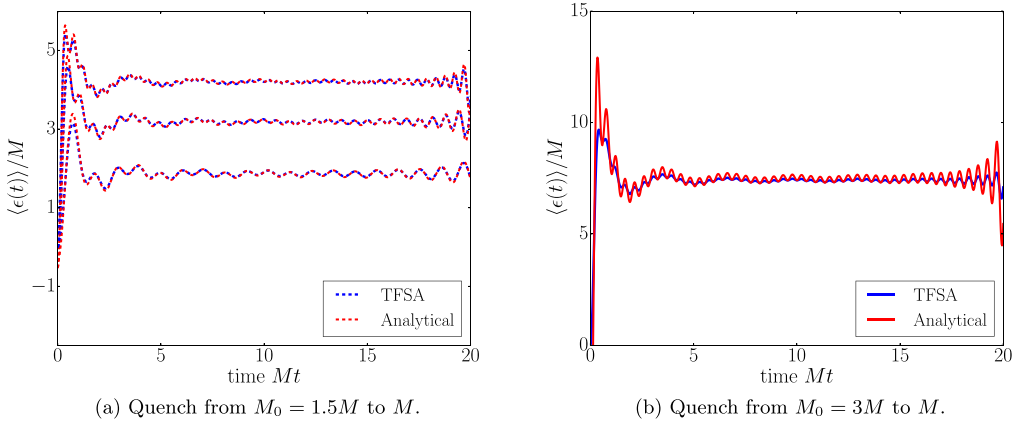 5
3
1
−1
⟨ϵ(t)⟩/M
0 5 10 15 20
time Mt
TFSA
Analytical
(a) Quench from M₀ = 1.5M to M.
15
10
5
0
⟨ϵ(t)⟩/M
0 5 10 15 20
time Mt
TFSA
Analytical
(b) Quench from M₀ = 3M to M.